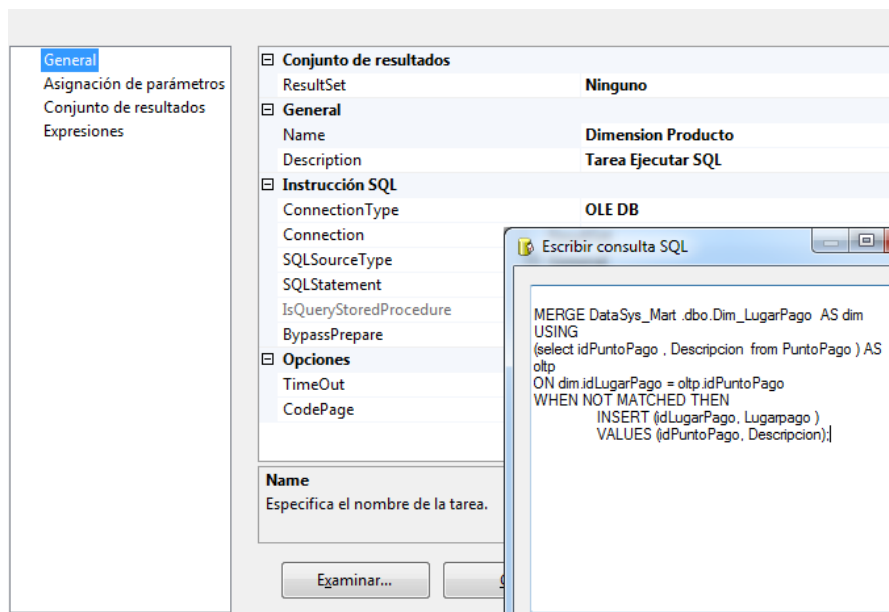 General
Asignación de parámetros
Conjunto de resultados
Expresiones
Conjunto de resultados
ResultSet Ninguno
General
Name Dimension Producto
Description Tarea Ejecutar SQL
Instrucción SQL
ConnectionType OLE DB
Connection
SQLSourceType
SQLStatement
IsQueryStoredProcedure
BypassPrepare
Opciones
TimeOut
CodePage
Name
Especifica el nombre de la tarea.
Examinar...
Escribir consulta SQL
MERGE DataSys_Mart .dbo.Dim_LugarPago AS dim
USING
(select idPuntoPago , Descripcion from PuntoPago ) AS
oltp
ON dim.idLugarPago = oltp.idPuntoPago
WHEN NOT MATCHED THEN
INSERT (idLugarPago, Lugarpago )
VALUES (idPuntoPago, Descripcion);